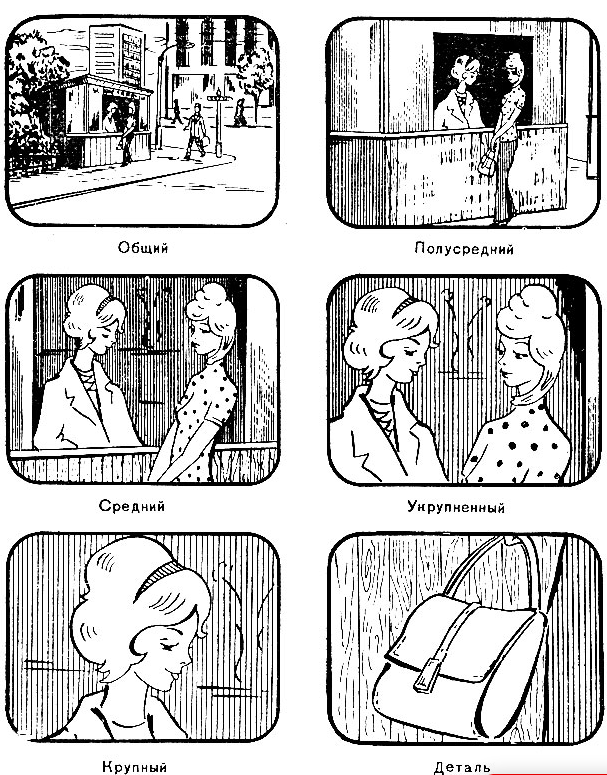 Общий
Полусредний
Средний
Укрупненный
Крупный
Деталь